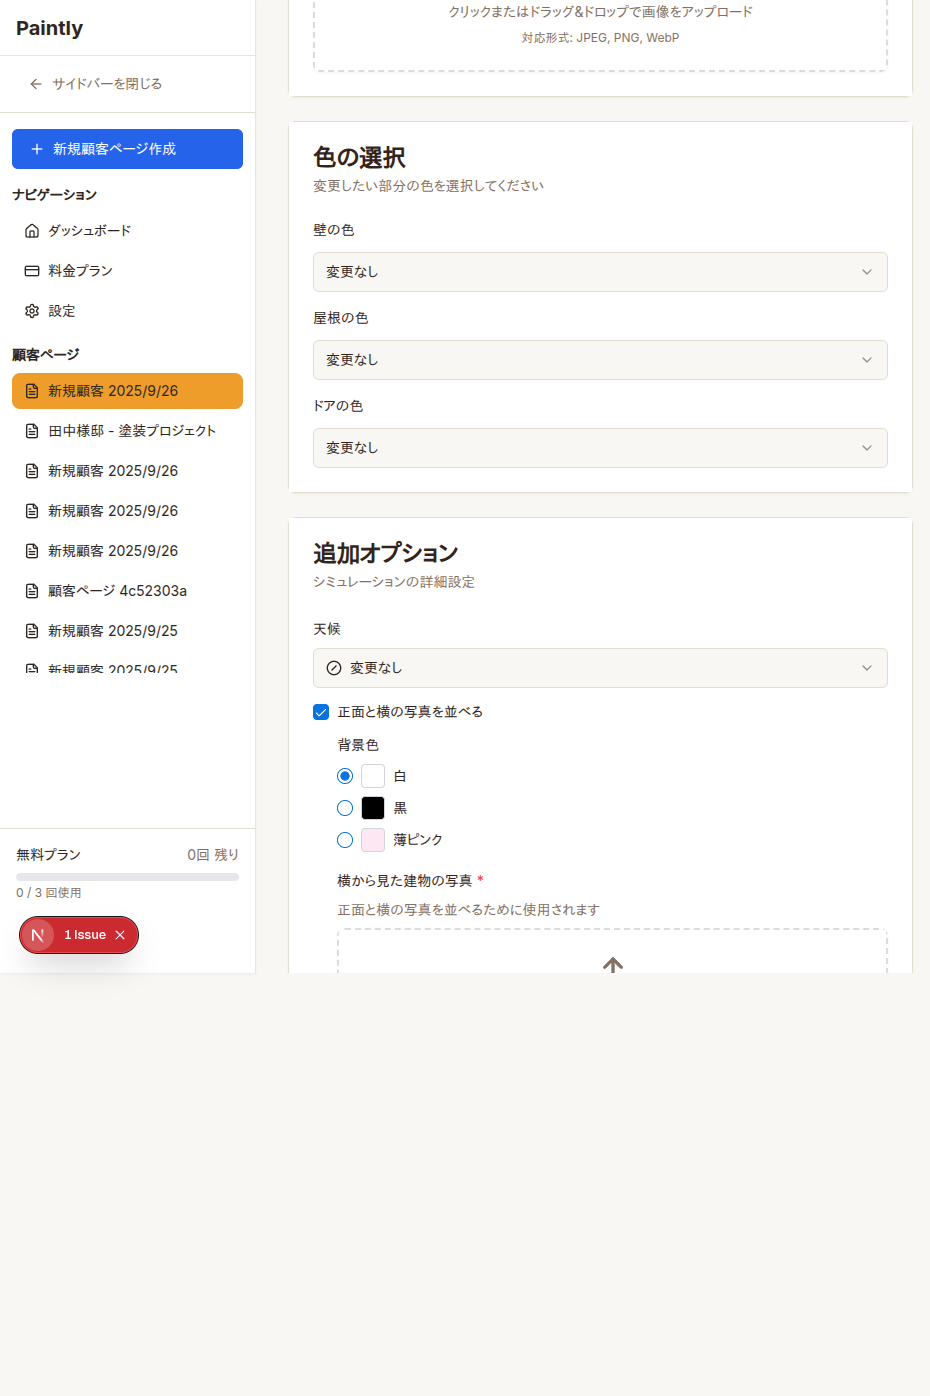 Paintly
サイドバーを閉じる
新規顧客ページ作成
ナビゲーション
ダッシュボード
料金プラン
設定
顧客ページ
新規顧客 2025/9/26
田中様邸 - 塗装プロジェクト
新規顧客 2025/9/26
新規顧客 2025/9/26
新規顧客 2025/9/26
顧客ページ 4c52303a
新規顧客 2025/9/25
新規顧客 2025/9/25
無料プラン
0回 残り
0 / 3 回使用
1 Issue
クリックまたはドラッグ&ドロップで画像をアップロード
対応形式: JPEG, PNG, WebP
色の選択
変更したい部分の色を選択してください
壁の色
変更なし
屋根の色
変更なし
ドアの色
変更なし
追加オプション
シミュレーションの詳細設定
天候
変更なし
正面と横の写真を並べる
背景色
白
黒
薄ピンク
横から見た建物の写真 *
正面と横の写真を並べるために使用されます